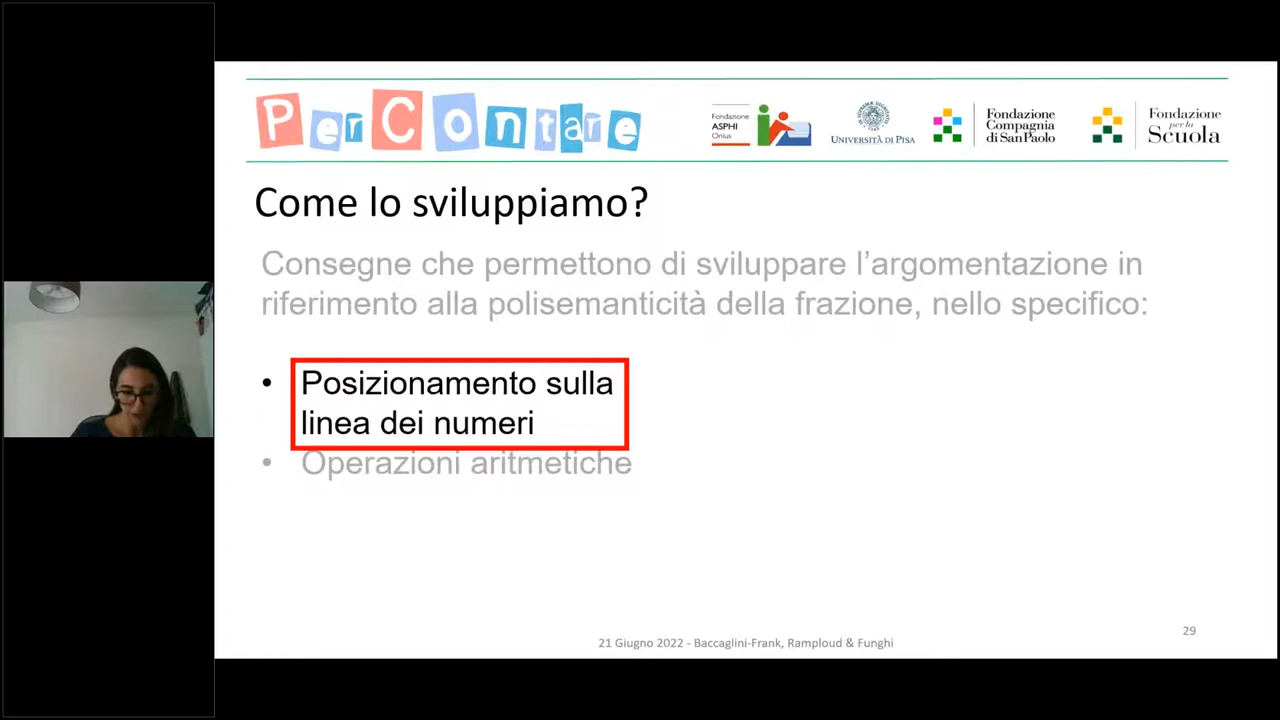 PerContare
Fondazione
ASPHI
Onlus
UNIVERSITÀ DI PISA
Fondazione
Compagnia
di San Paolo
Fondazione
per la
Scuola
Come lo sviluppiamo?
Consegne che permettono di sviluppare l’argomentazione in
riferimento alla polisemanticità della frazione, nello specifico:
• Posizionamento sulla
linea dei numeri
• Operazioni aritmetiche
21 Giugno 2022 - Baccaglini-Frank, Ramploud & Funghi
29